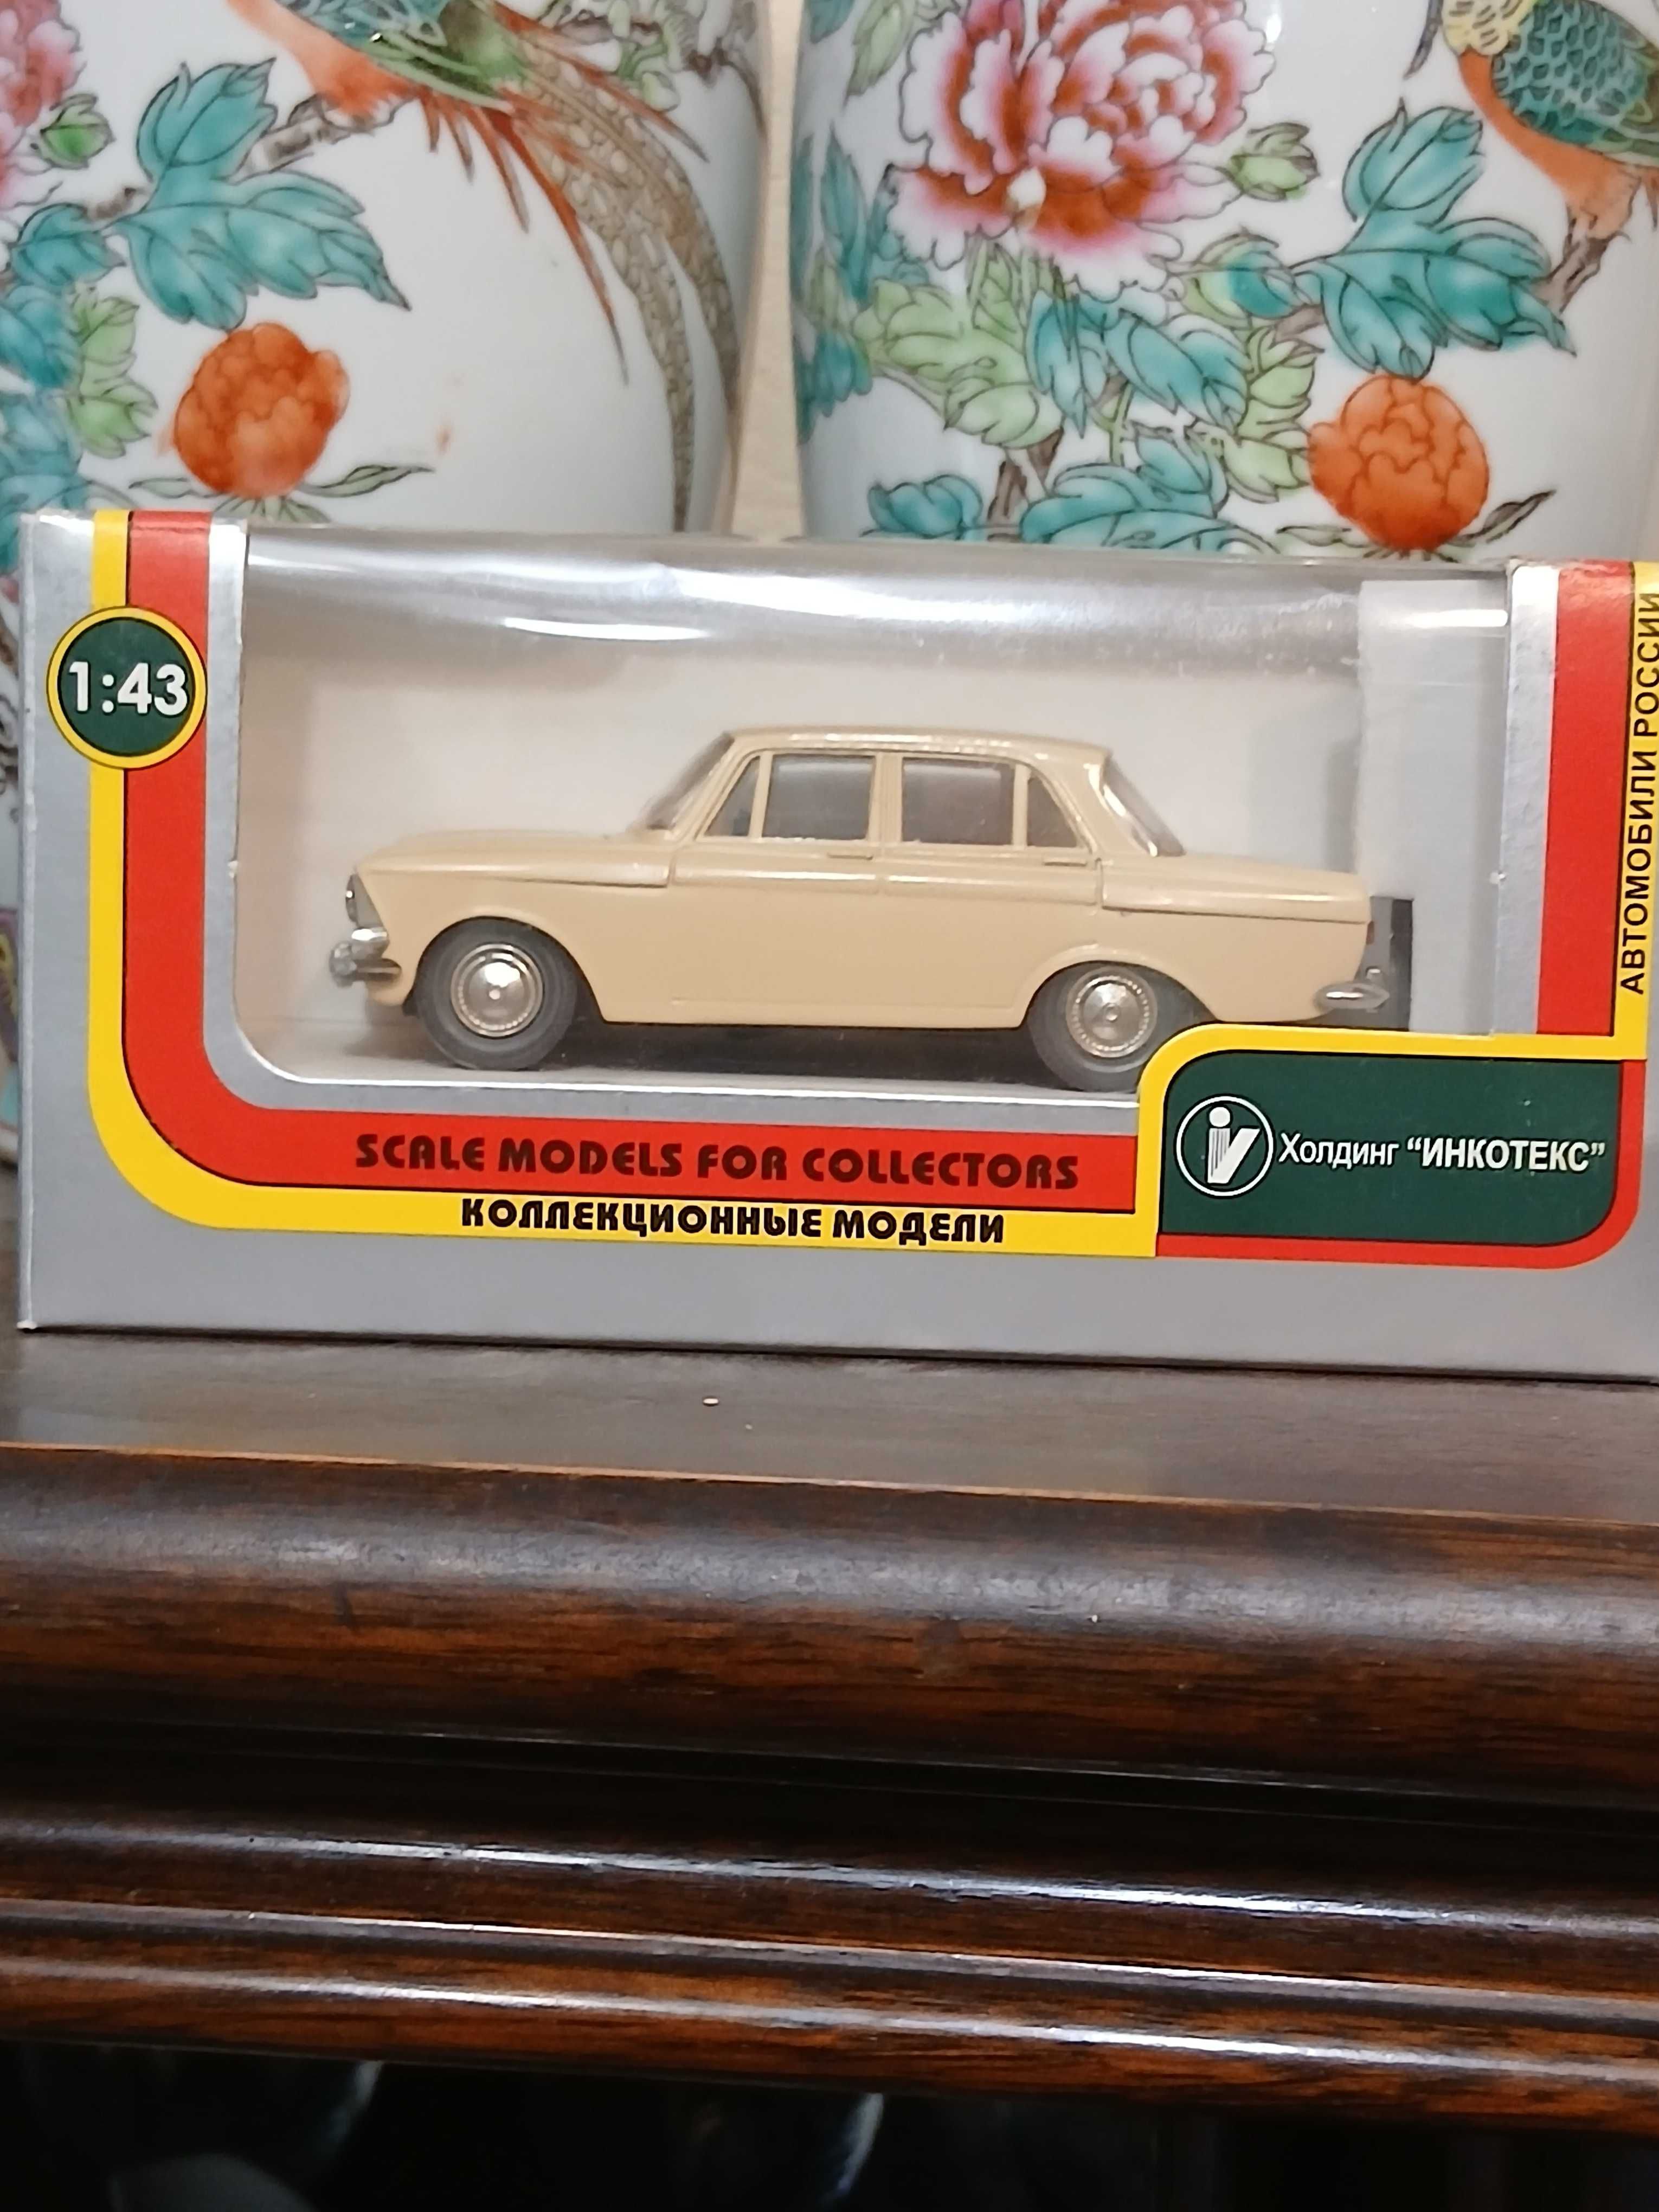 1:43
АВТОМОБИЛИ РОССИИ
Холдинг "ИНКОТЕКС"
SCALE MODELS FOR COLLECTORS
КОЛЛЕКЦИОННЫЕ МОДЕЛИ